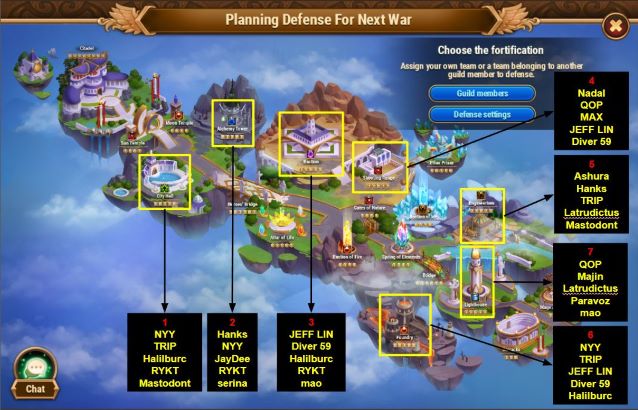 Planning Defense For Next War
Choose the fortification
Assign your own team or a team belonging to another
guild member to defense.
Guild members
Defense settings
Citadel
Moon Temple
Sun Temple
Alchemy Tower
City Hall
Heroes' Bridge
Bastion
Shooting Range
Altar of Life
Caves of Nature
Bastion of Fire
Spring of Elements
Engineerium
Bridge
Lighthouse
Foundry
Chat
1
NYY
TRIP
Halilburc
RYKT
Mastodont
2
Hanks
NYY
JayDee
RYKT
serina
3
JEFF LIN
Diver 59
Halilburc
RYKT
mao
4
Nadal
QOP
MAX
JEFF LIN
Diver 59
5
Ashura
Hanks
TRIP
Latrudictus
Mastodont
7
QOP
Majin
Latrudictus
Paravoz
mao
6
NYY
TRIP
JEFF LIN
Diver 59
Halilburc